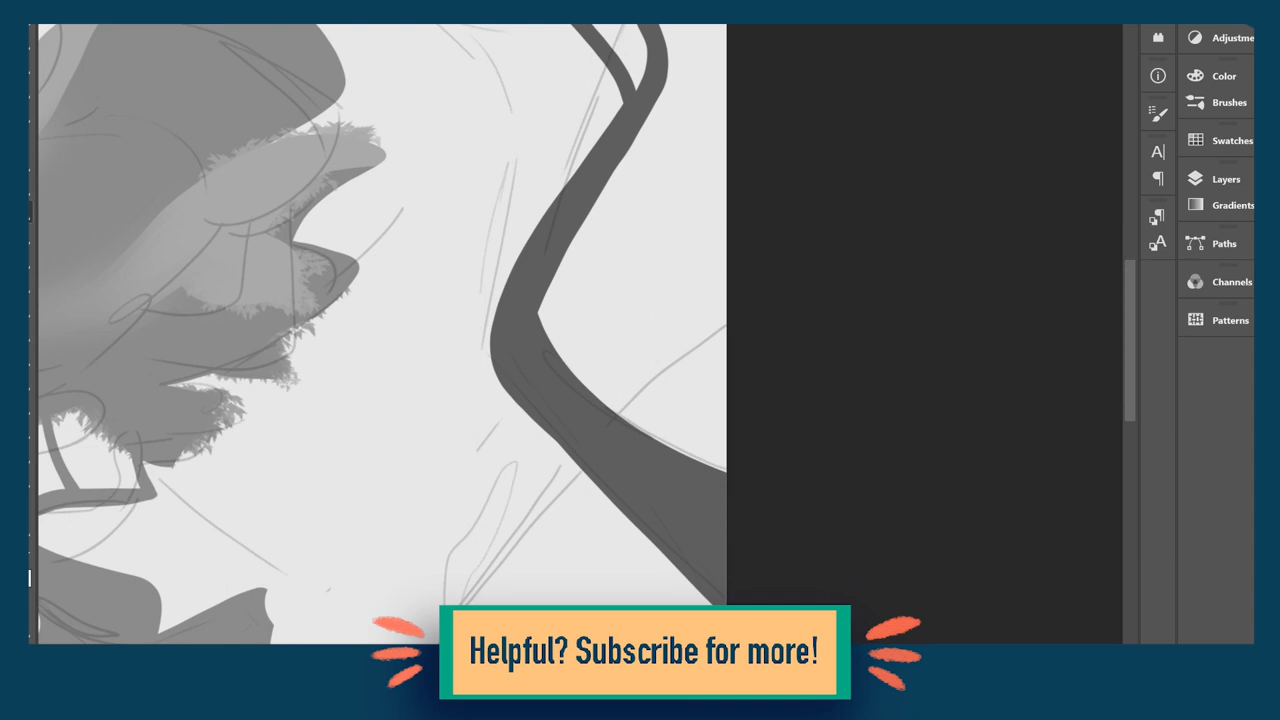 Adjustme
Color
Brushes
Swatches
Layers
Gradients
Paths
Channels
Patterns
Helpful? Subscribe for more!